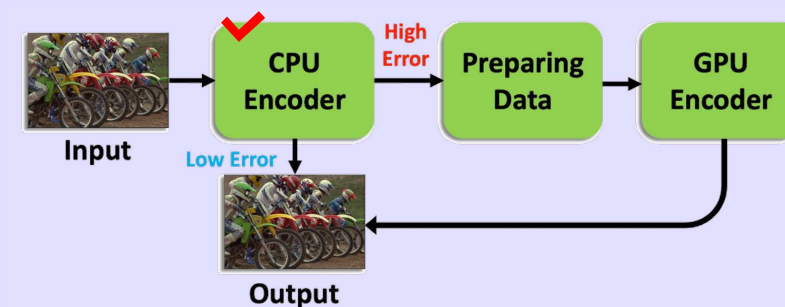 Input
CPU
Encoder
High
Error
Preparing
Data
GPU
Encoder
Low Error
Output